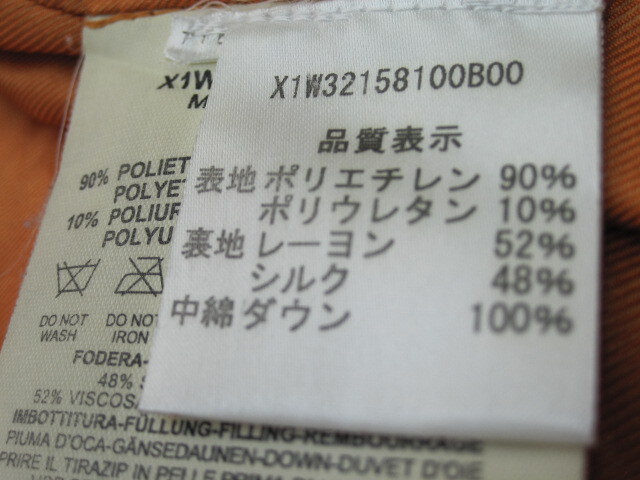 X1W32158100B00
品質表示
表地 ポリエチレン 90%
ポリウレタン 10%
裏地 レーヨン 52%
シルク 48%
中綿 ダウン 100%
X1W
90% POLIET
POLYE
10% POLIUR
POLYU
DO NOT DO NOT
WASH IRON
FODERA-
48%
52% VISCOSA
IMBOTTITURA-FÜLLUNG-FILLING-REMBOURRAGE
PIUMA D'OCA-GÄNSEDAUNEN-DOWN-DUVET D'OIE
PRIRE IL TIRAZIP IN PELLE PRIMA